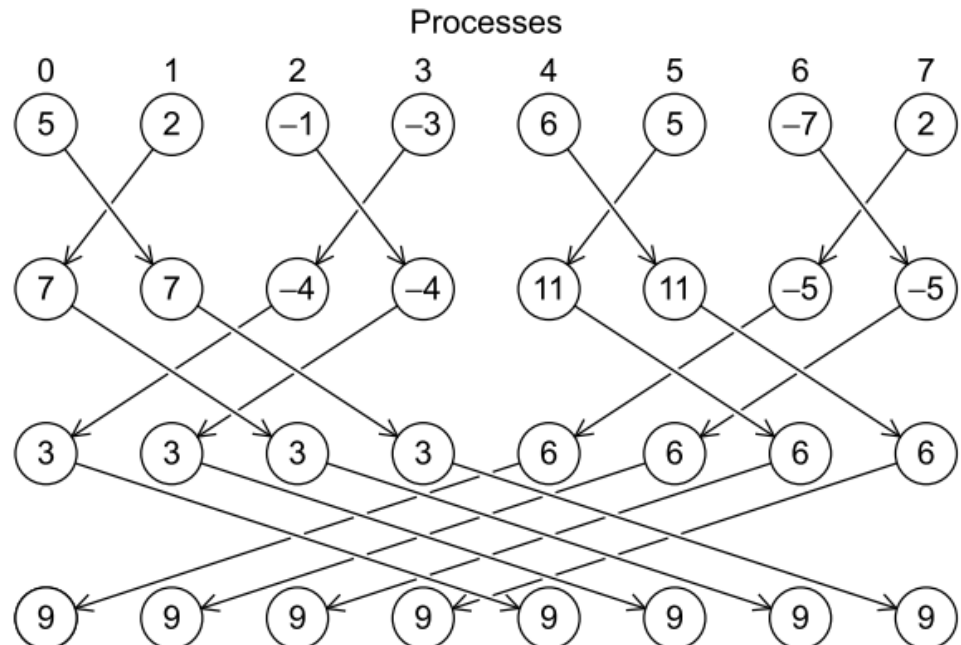 Processes
0 1 2 3 4 5 6 7
5 2 –1 –3 6 5 –7 2
7 7 –4 –4 11 11 –5 –5
3 3 3 3 6 6 6 6
9 9 9 9 9 9 9 9